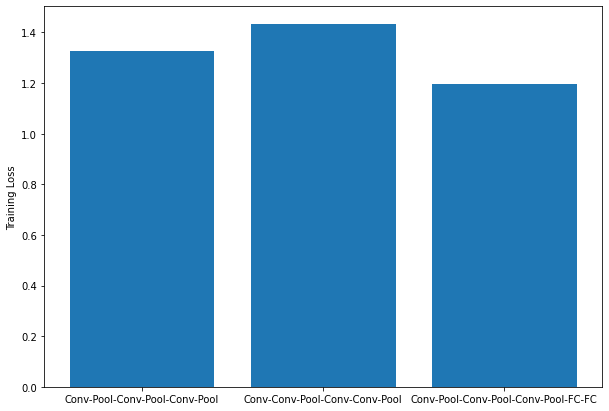 Training Loss
1.4
1.2
1.0
0.8
0.6
0.4
0.2
0.0
Conv-Pool-Conv-Pool-Conv-Pool
Conv-Conv-Pool-Conv-Conv-Pool
Conv-Pool-Conv-Pool-Conv-Pool-FC-FC